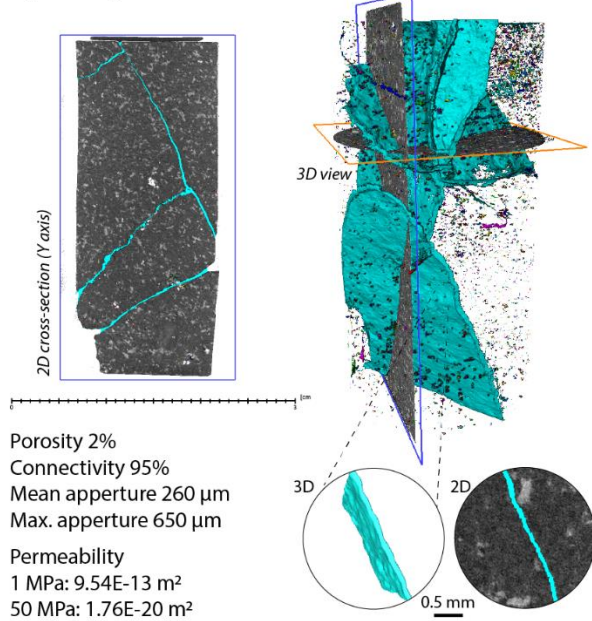 2D cross-section (Y axis)
3D view
0
Porosity 2%
Connectivity 95%
Mean apperture 260 µm
Max. apperture 650 µm
Permeability
1 MPa: 9.54E-13 m²
50 MPa: 1.76E-20 m²
3D
2D
0.5 mm